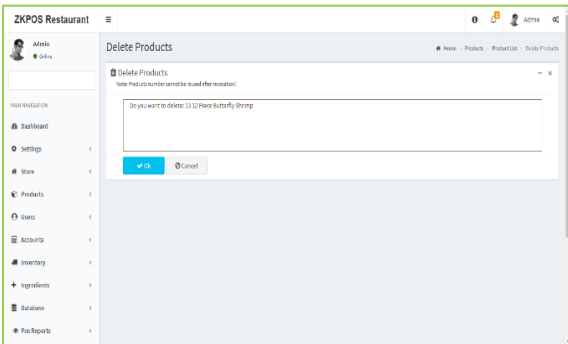 ZKPOS Restaurant
Admin
Admin
Online
MAIN NAVIGATION
Dashboard
Settings
Store
Products
Users
Accounts
Inventory
Ingredients
Database
Pos Reports
Delete Products
Home > Products > Product List > Delete Products
Delete Products
Note: Products number cannot be reused after revocation!
Do you want to delete: 13 12 Piece Butterfly Shrimp
Ok
Cancel